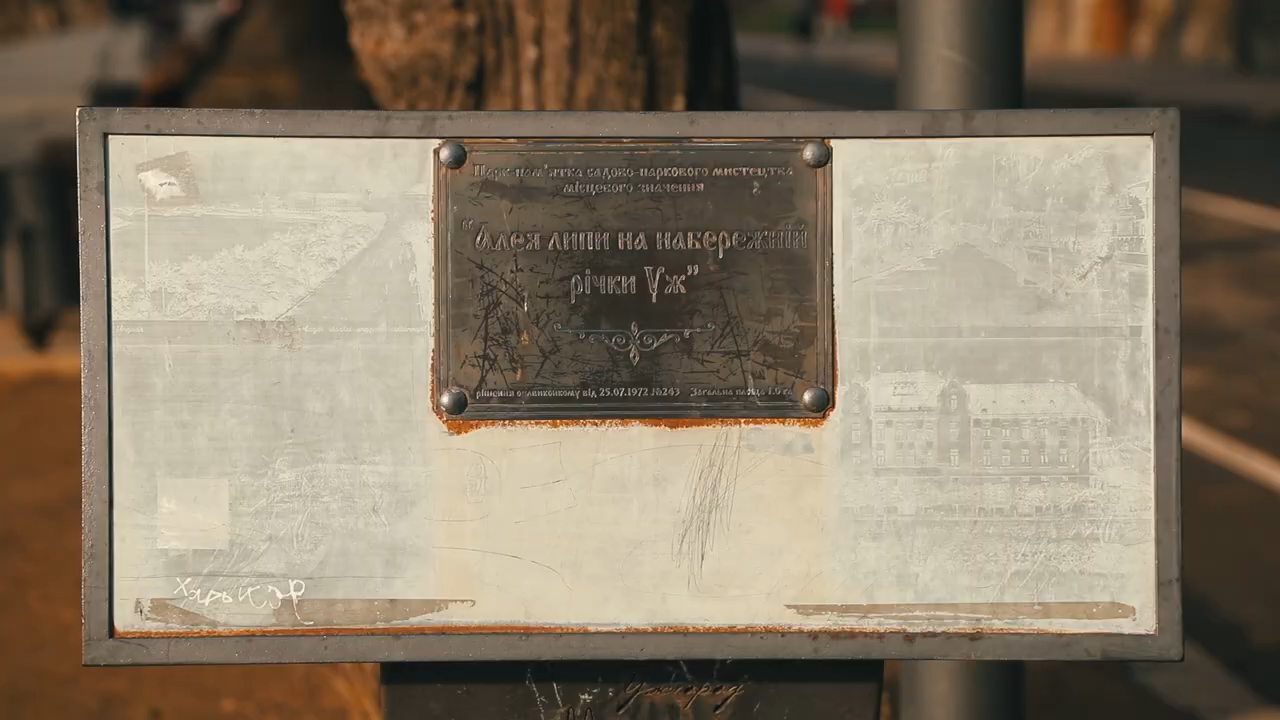 Парк-пам'ятка садово-паркового мистецтва
місцевого значення
"Алея липи на набережній
річки Уж"
рішення облвиконкому від 25.07.1972 №243 Загальна площа 1.0 га
Ужгород